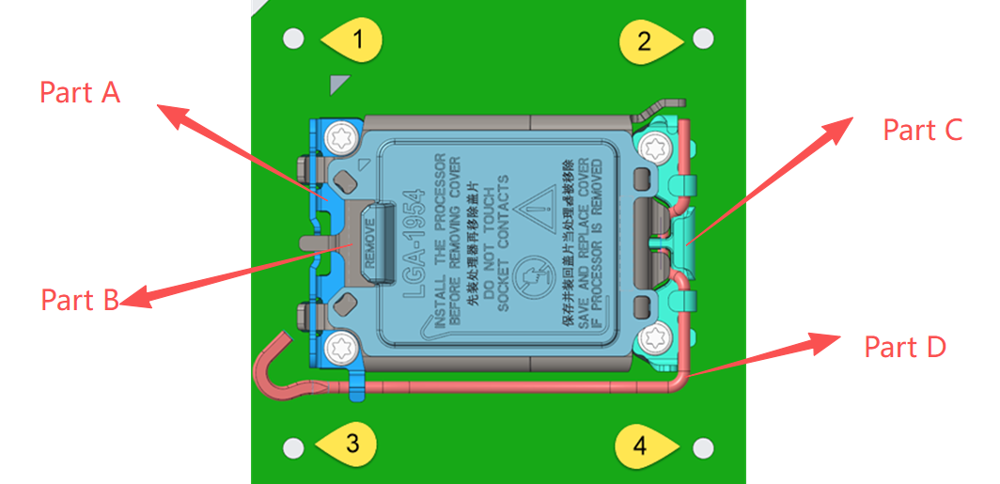 1
2
Part A
Part C
REMOVE
LGA-1954
INSTALL THE PROCESSOR
BEFORE REMOVING COVER
先装处理器再移除盖片
DO NOT TOUCH
SOCKET CONTACTS
保存并装回盖片当处理器被移除
SAVE AND REPLACE COVER
IF PROCESSOR IS REMOVED
Part B
Part D
3
4